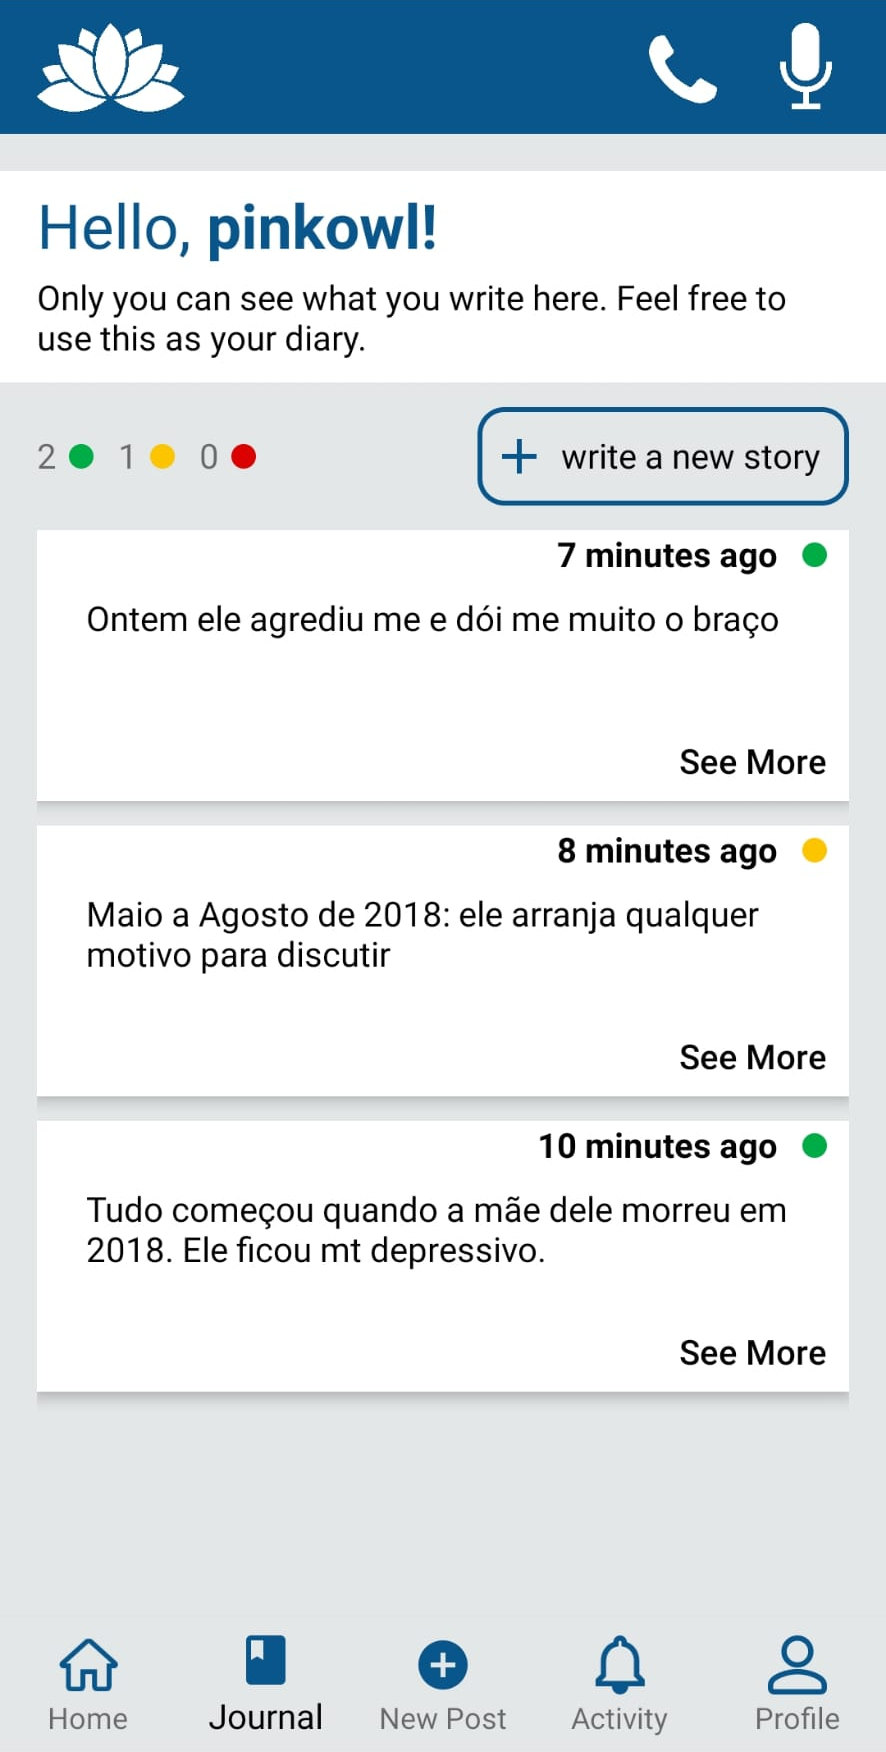 Hello, pinkowl!
Only you can see what you write here. Feel free to
use this as your diary.
2 1 0
+ write a new story
7 minutes ago
Ontem ele agrediu me e dói me muito o braço
See More
8 minutes ago
Maio a Agosto de 2018: ele arranja qualquer
motivo para discutir
See More
10 minutes ago
Tudo começou quando a mãe dele morreu em
2018. Ele ficou mt depressivo.
See More
Home Journal New Post Activity Profile